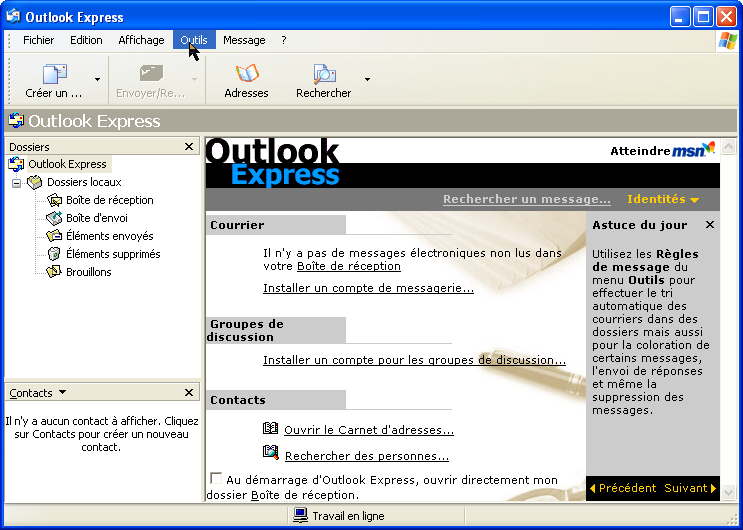 Outlook Express
Fichier Edition Affichage Outils Message ?
Créer un ... Envoyer/Re... Adresses Rechercher
Outlook Express
Dossiers
Outlook Express
Dossiers locaux
Boîte de réception
Boîte d'envoi
Éléments envoyés
Éléments supprimés
Brouillons
Contacts
Il n'y a aucun contact à afficher. Cliquez
sur Contacts pour créer un nouveau
contact.
Outlook
Express
Atteindre msn
Rechercher un message... Identités
Courrier
Il n'y a pas de messages électroniques non lus dans
votre Boîte de réception
Installer un compte de messagerie...
Groupes de
discussion
Installer un compte pour les groupes de discussion...
Contacts
Ouvrir le Carnet d'adresses...
Rechercher des personnes...
Au démarrage d'Outlook Express, ouvrir directement mon
dossier Boîte de réception.
Astuce du jour
Utilisez les Règles
de message du
menu Outils pour
effectuer le tri
automatique des
courriers dans des
dossiers mais aussi
pour la coloration de
certains messages,
l'envoi de réponses
et même la
suppression des
messages.
Précédent Suivant
Travail en ligne